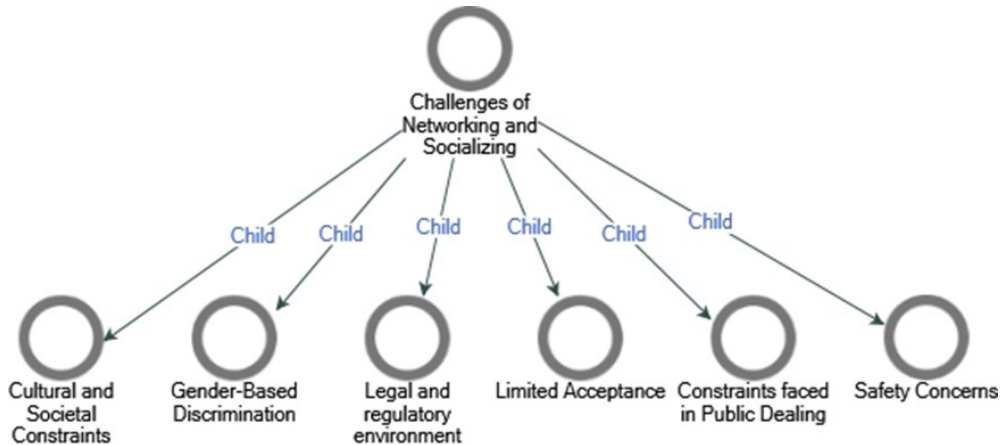 Challenges of
Networking and
Socializing
Child
Child
Child
Child
Child
Child
Cultural and
Societal
Constraints
Gender-Based
Discrimination
Legal and
regulatory
environment
Limited Acceptance
Constraints faced
in Public Dealing
Safety Concerns